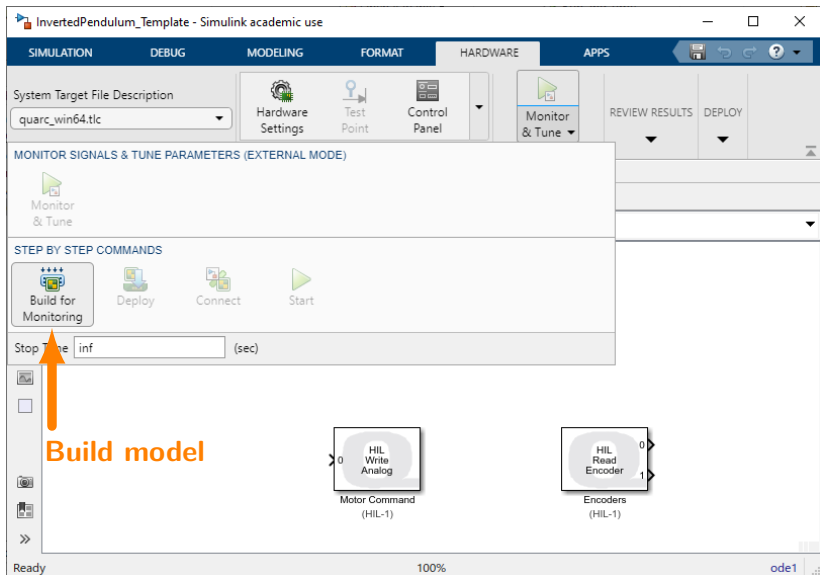 InvertedPendulum_Template - Simulink academic use
SIMULATION DEBUG MODELING FORMAT HARDWARE APPS
System Target File Description
quarc_win64.tlc
Hardware Settings
Test Point
Control Panel
Monitor & Tune
REVIEW RESULTS
DEPLOY
MONITOR SIGNALS & TUNE PARAMETERS (EXTERNAL MODE)
Monitor
& Tune
STEP BY STEP COMMANDS
Build for
Monitoring
Deploy
Connect
Start
Stop Time inf (sec)
Build model
0
HIL
Write
Analog
Motor Command
(HIL-1)
HIL
Read
Encoder
0
1
Encoders
(HIL-1)
Ready 100% ode1